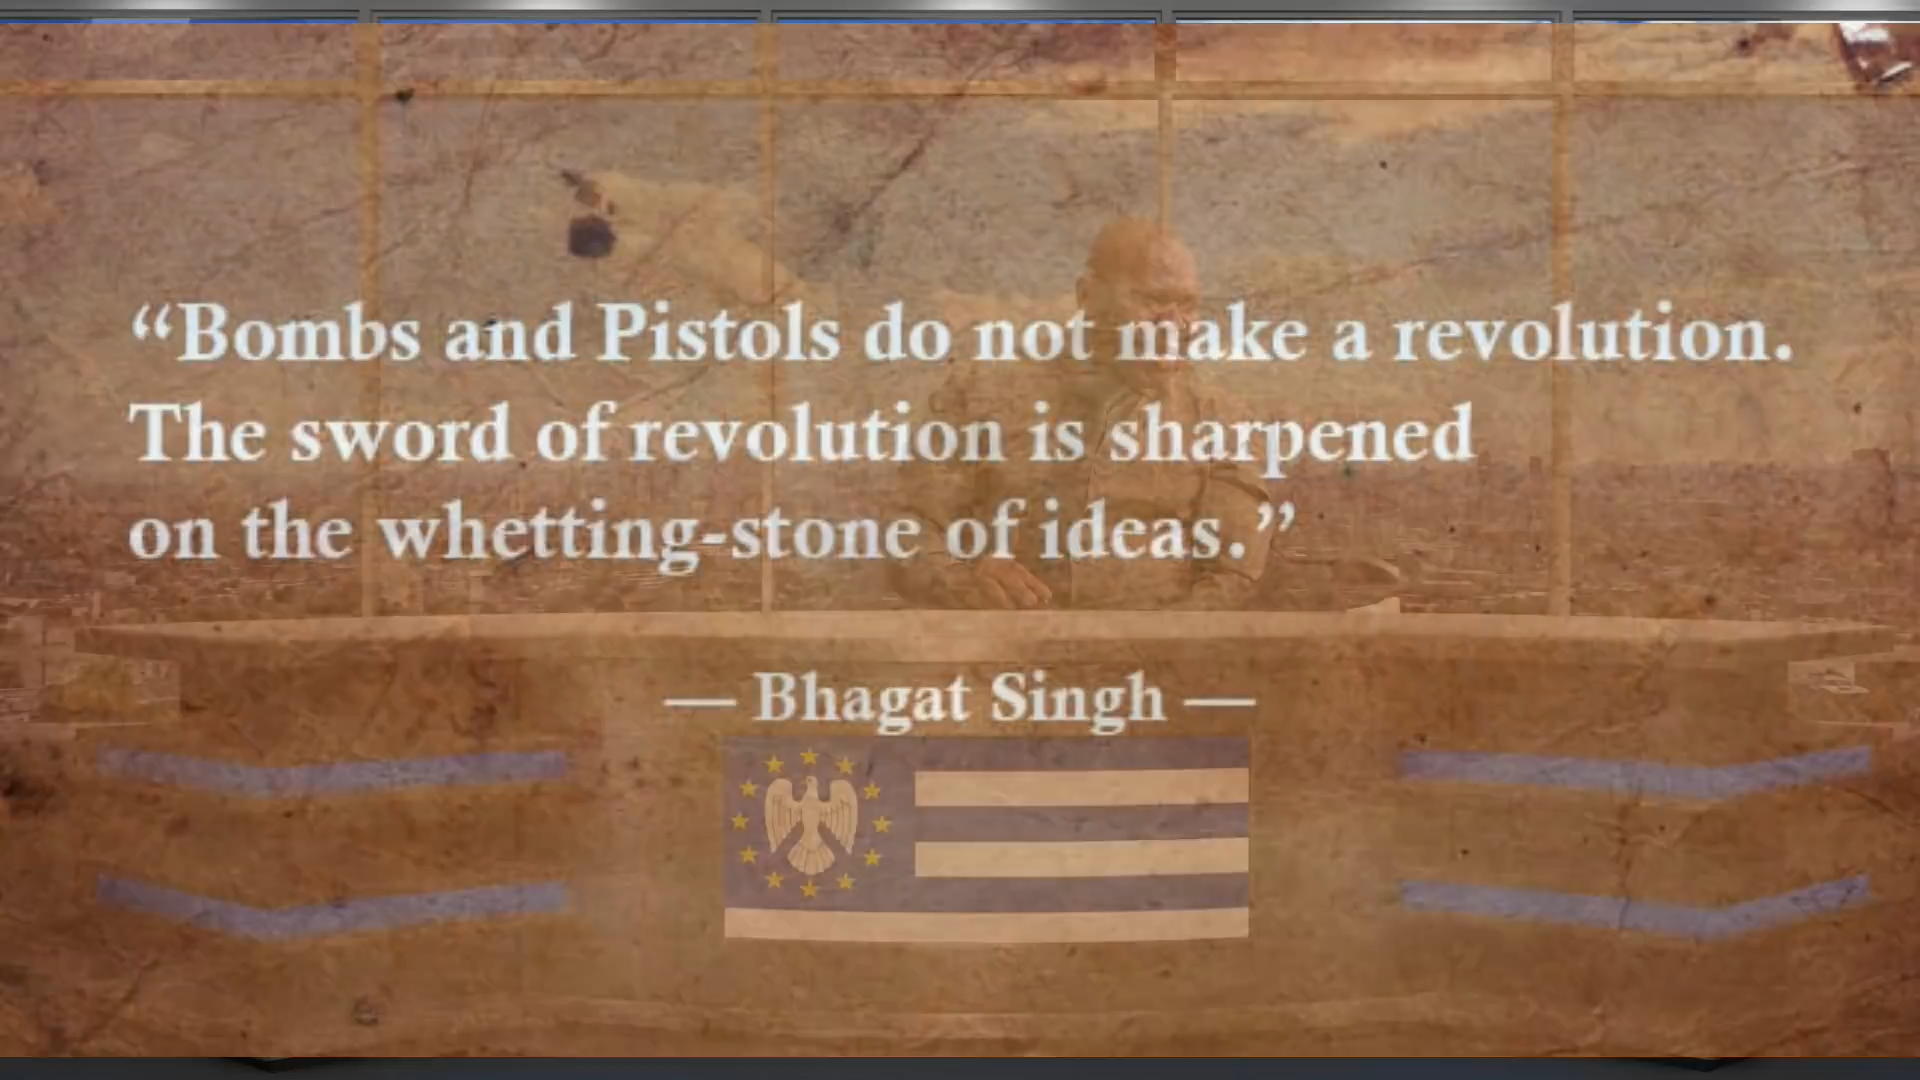 “Bombs and Pistols do not make a revolution.
The sword of revolution is sharpened
on the whetting-stone of ideas.”
— Bhagat Singh —